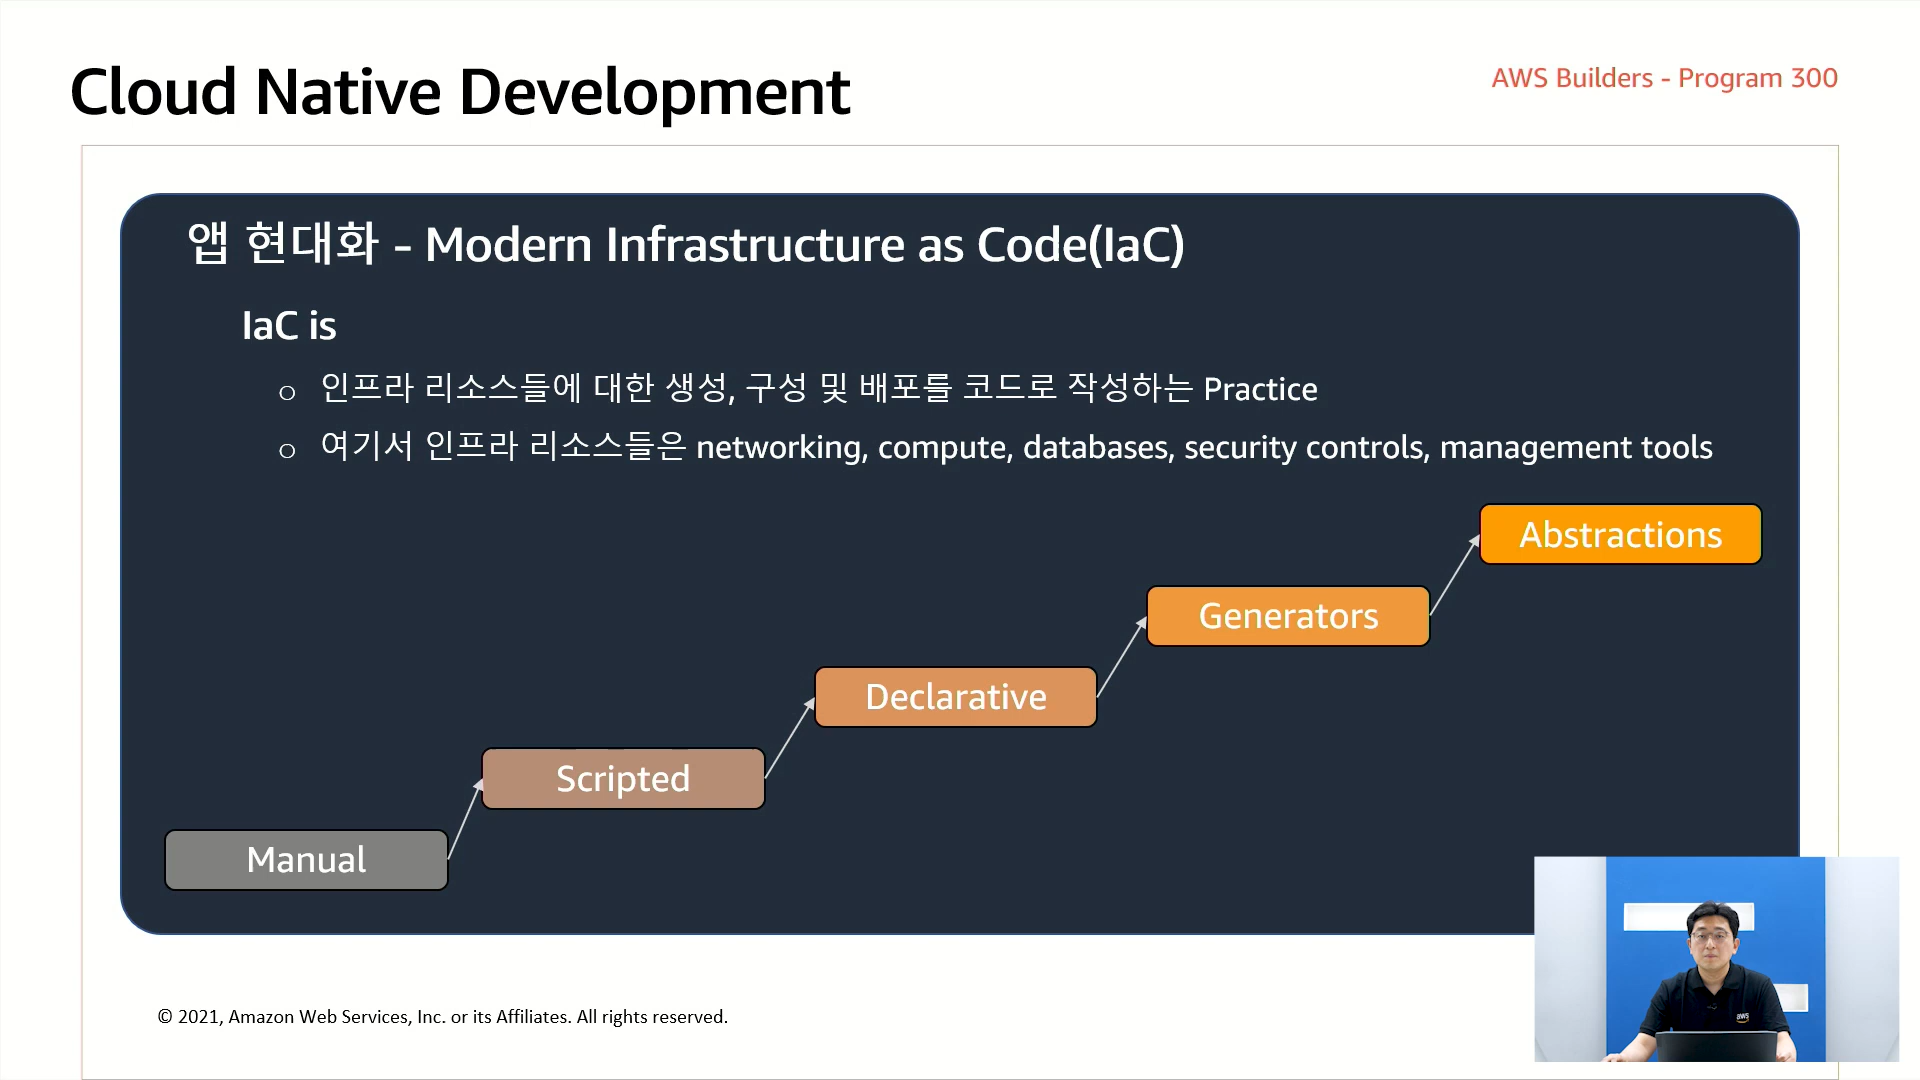 Cloud Native Development
AWS Builders - Program 300
앱 현대화 - Modern Infrastructure as Code(IaC)
IaC is
o 인프라 리소스들에 대한 생성, 구성 및 배포를 코드로 작성하는 Practice
o 여기서 인프라 리소스들은 networking, compute, databases, security controls, management tools
Abstractions
Generators
Declarative
Scripted
Manual
aws
© 2021, Amazon Web Services, Inc. or its Affiliates. All rights reserved.